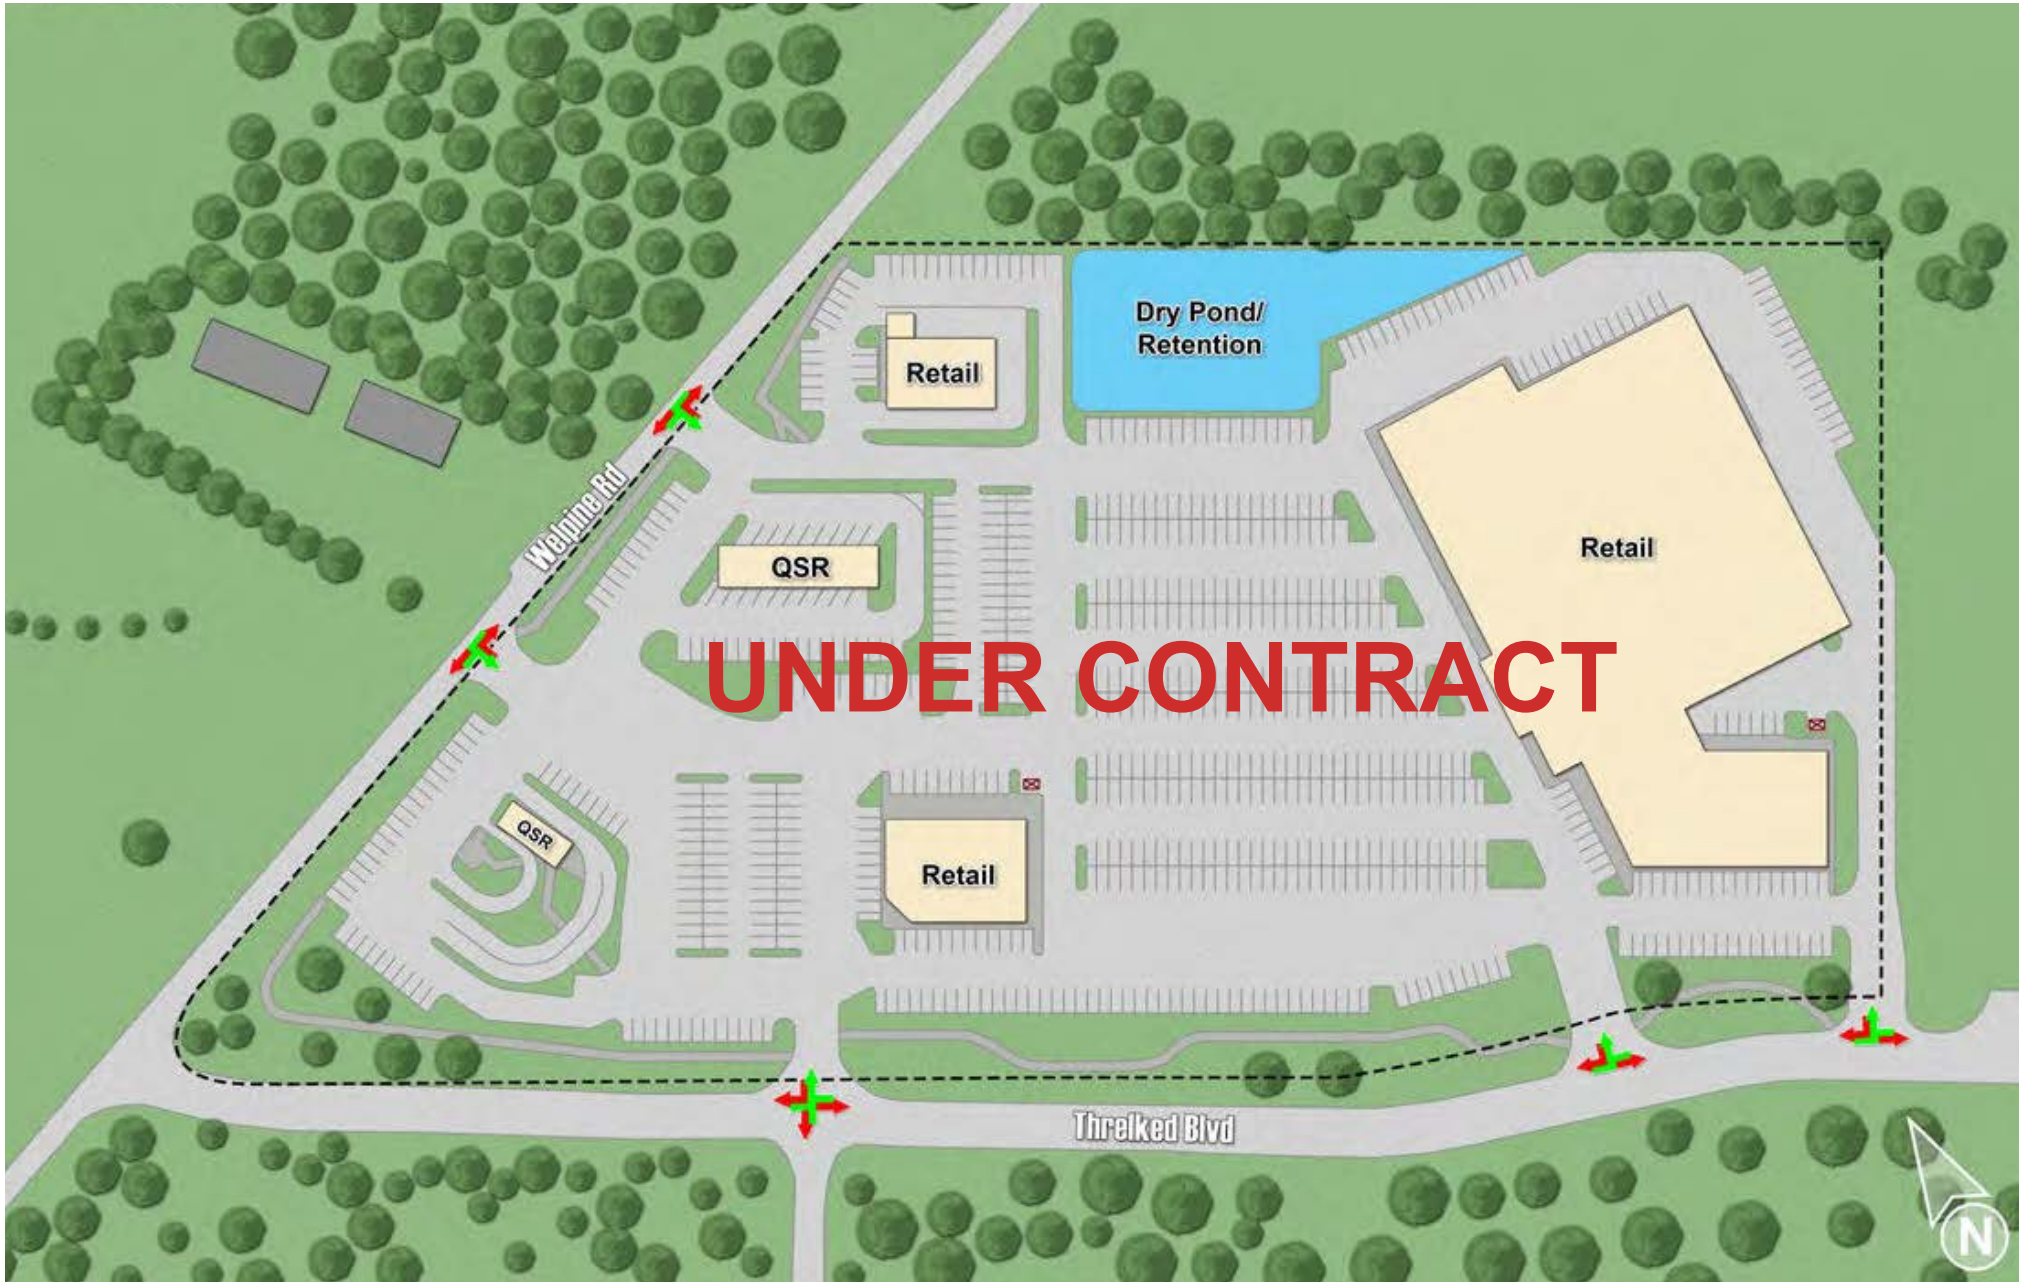 Dry Pond/
Retention
Retail
Retail
Welpine Rd
QSR
UNDER CONTRACT
QSR
Retail
Threlked Blvd
N